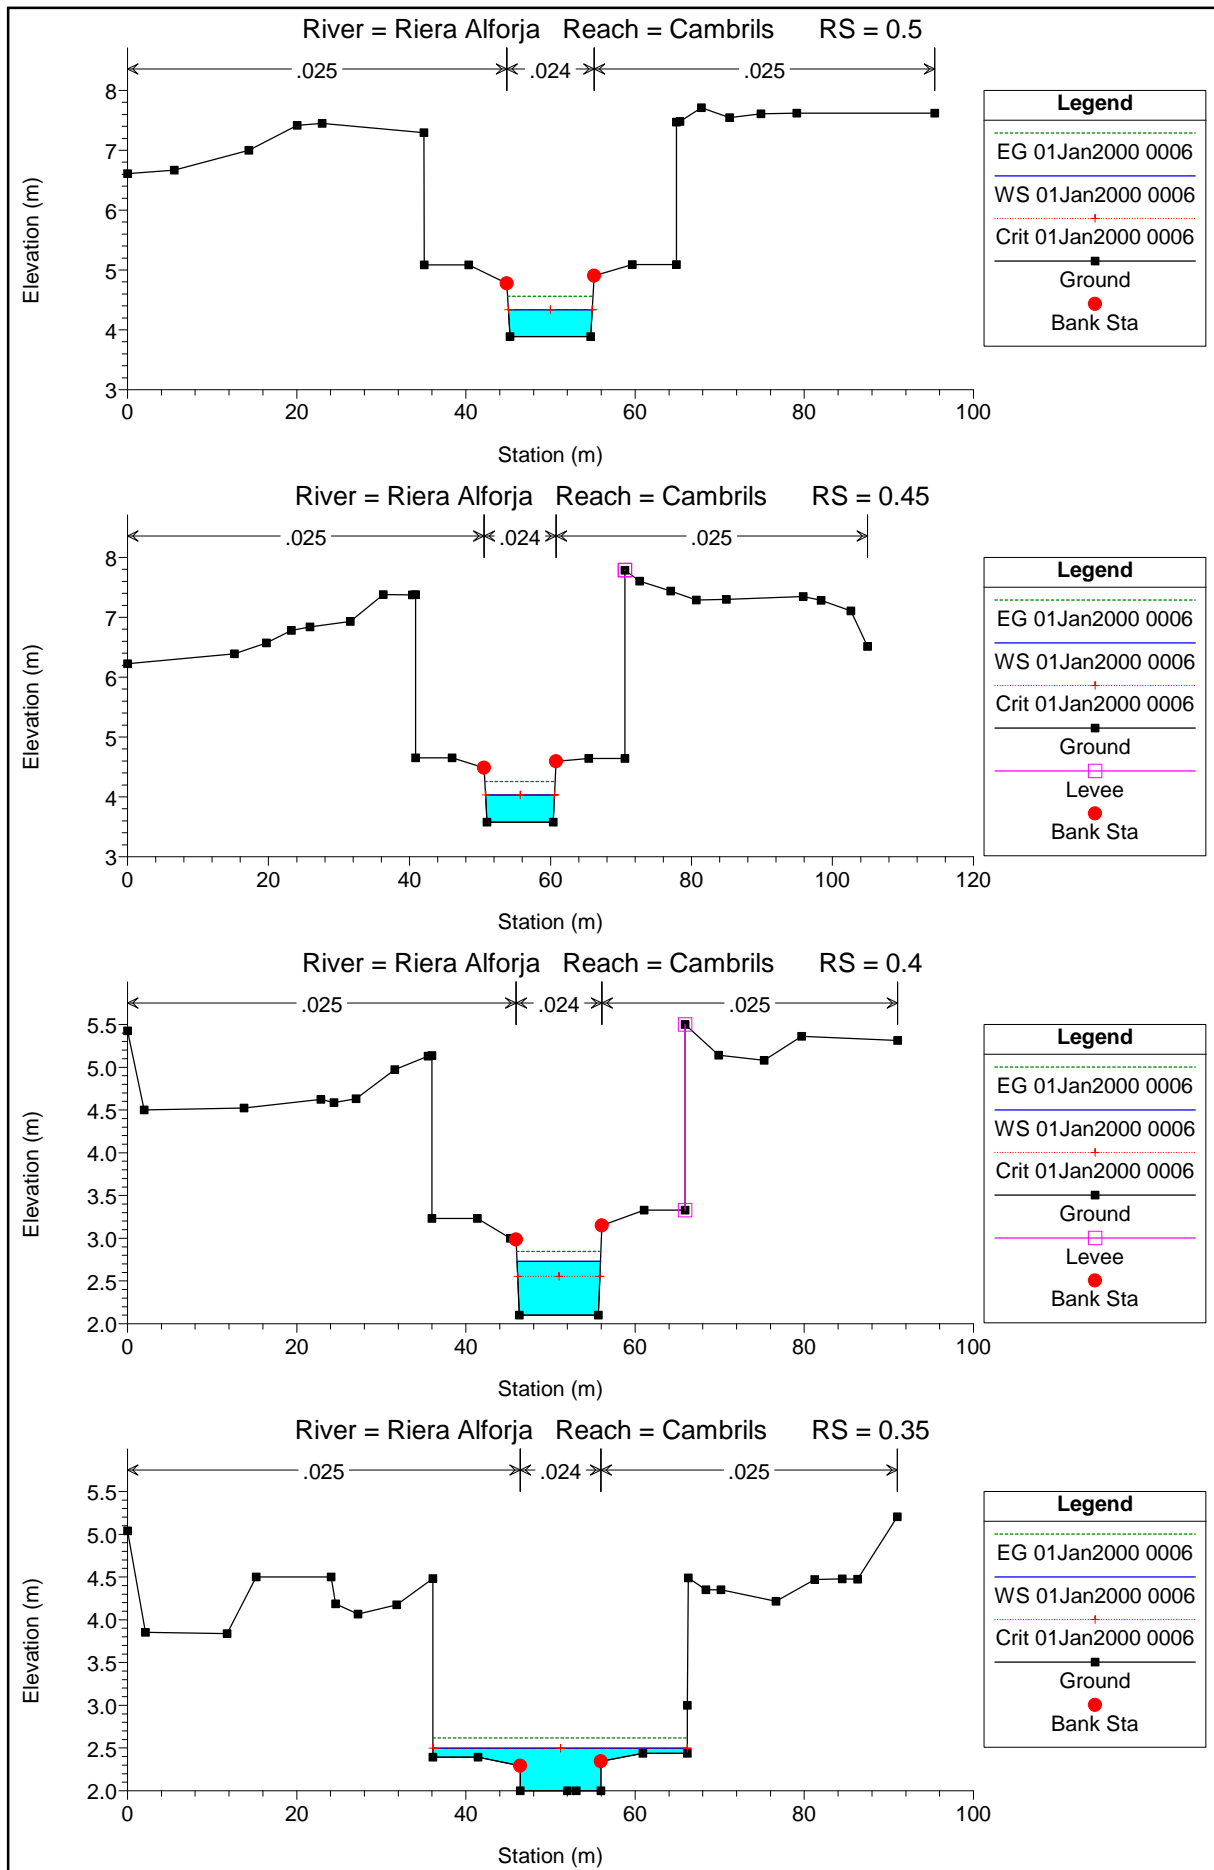 River = Riera Alforja Reach = Cambrils RS = 0.5
.025 .024 .025
8
7
6
5
4
3
Elevation (m)
0 20 40 60 80 100
Station (m)
Legend
EG 01Jan2000 0006
WS 01Jan2000 0006
Crit 01Jan2000 0006
Ground
Bank Sta
River = Riera Alforja Reach = Cambrils RS = 0.45
.025 .024 .025
8
7
6
5
4
3
Elevation (m)
0 20 40 60 80 100 120
Station (m)
Legend
EG 01Jan2000 0006
WS 01Jan2000 0006
Crit 01Jan2000 0006
Ground
Levee
Bank Sta
River = Riera Alforja Reach = Cambrils RS = 0.4
.025 .024 .025
5.5
5.0
4.5
4.0
3.5
3.0
2.5
2.0
Elevation (m)
0 20 40 60 80 100
Station (m)
Legend
EG 01Jan2000 0006
WS 01Jan2000 0006
Crit 01Jan2000 0006
Ground
Levee
Bank Sta
River = Riera Alforja Reach = Cambrils RS = 0.35
.025 .024 .025
5.5
5.0
4.5
4.0
3.5
3.0
2.5
2.0
Elevation (m)
0 20 40 60 80 100
Station (m)
Legend
EG 01Jan2000 0006
WS 01Jan2000 0006
Crit 01Jan2000 0006
Ground
Bank Sta